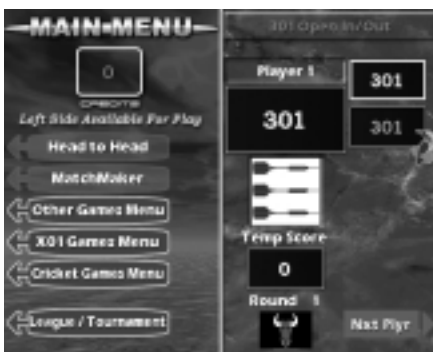 MAIN-MENU
0
CREDITS
Left Side Available For Play
Head to Head
MatchMaker
Other Games Menu
X01 Games Menu
Cricket Games Menu
League / Tournament
301 Open In/Out
Player 1
301
301
301
Temp Score
0
Round 1
Nxt Plyr